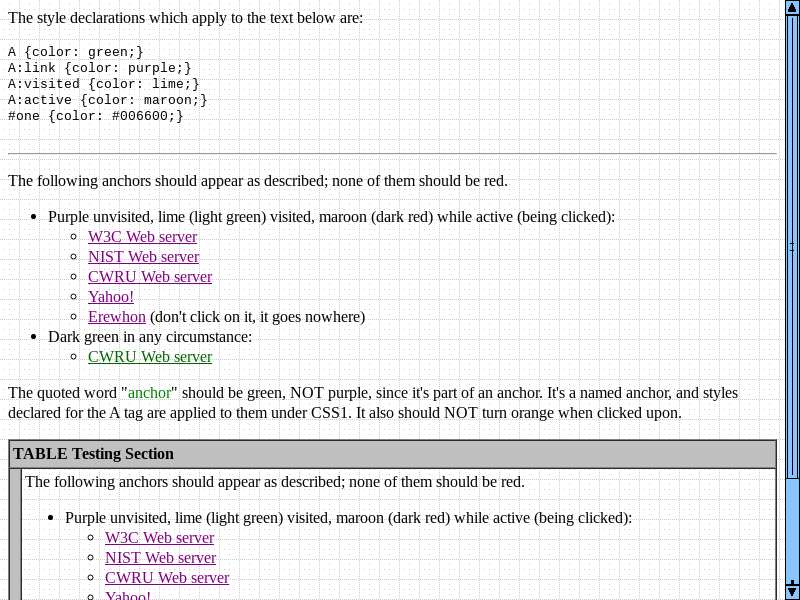 The style declarations which apply to the text below are:
A {color: green;}
A:link {color: purple;}
A:visited {color: lime;}
A:active {color: maroon;}
#one {color: #006600;}
The following anchors should appear as described; none of them should be red.
Purple unvisited, lime (light green) visited, maroon (dark red) while active (being clicked):
W3C Web server
NIST Web server
CWRU Web server
Yahoo!
Erewhon (don't click on it, it goes nowhere)
Dark green in any circumstance:
CWRU Web server
The quoted word "anchor" should be green, NOT purple, since it's part of an anchor. It's a named anchor, and styles
declared for the A tag are applied to them under CSS1. It also should NOT turn orange when clicked upon.
TABLE Testing Section
The following anchors should appear as described; none of them should be red.
Purple unvisited, lime (light green) visited, maroon (dark red) while active (being clicked):
W3C Web server
NIST Web server
CWRU Web server
Yahoo!